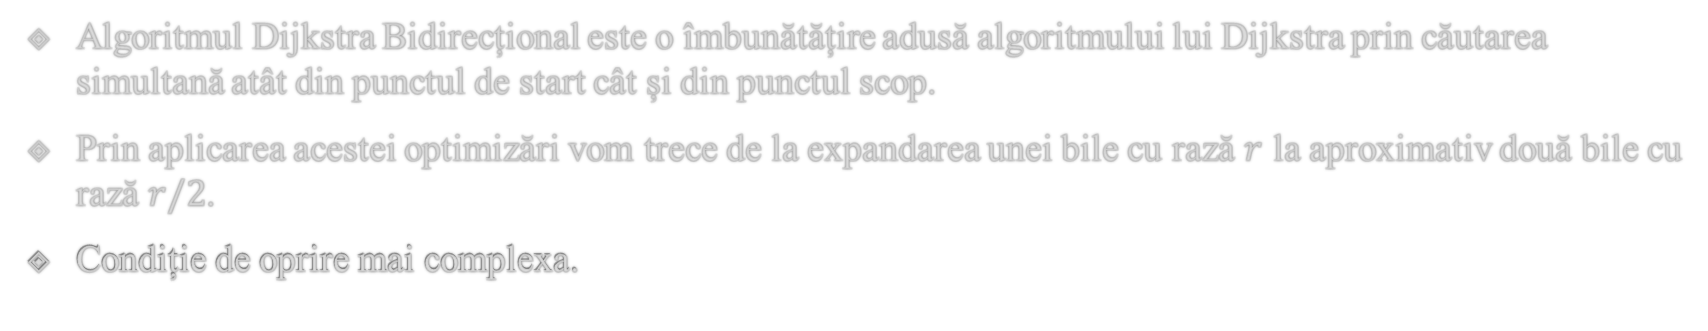 ❖ Algoritmul Dijkstra Bidirecțional este o îmbunătățire adusă algoritmului lui Dijkstra prin căutarea
simultană atât din punctul de start cât și din punctul scop.
❖ Prin aplicarea acestei optimizări vom trece de la expandarea unei bile cu rază r la aproximativ două bile cu
rază r/2.
❖ Condiție de oprire mai complexa.